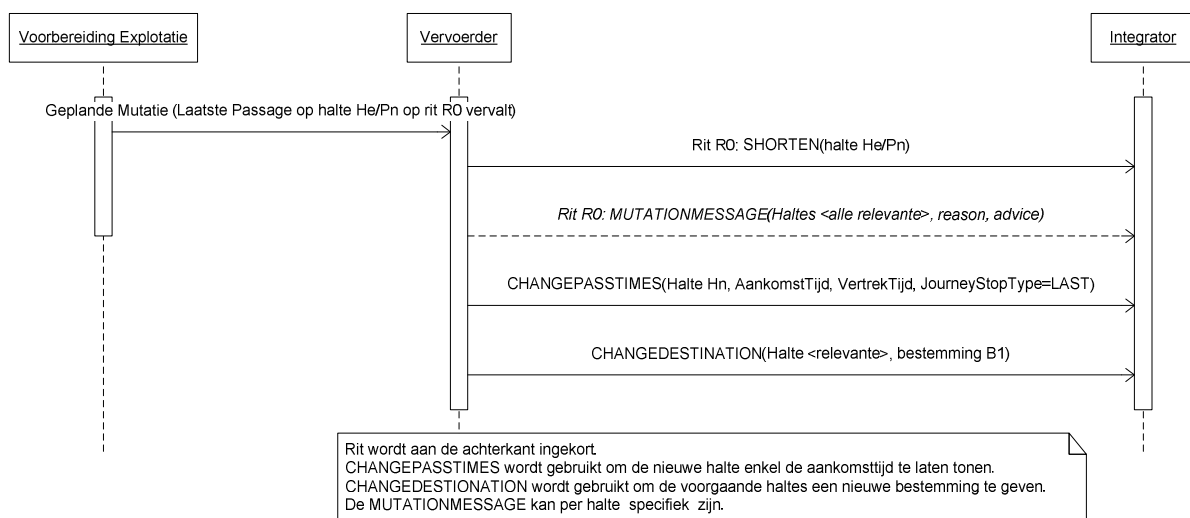 Voorbereiding Explotatie
Vervoerder
Integrator
Geplande Mutatie (Laatste Passage op halte He/Pn op rit R0 vervalt)
Rit R0: SHORTEN(halte He/Pn)
Rit R0: MUTATIONMESSAGE(Haltes <alle relevante>, reason, advice)
CHANGEPASSTIMES(Halte Hn, AankomstTijd, VertrekTijd, JourneyStopType=LAST)
CHANGEDESTINATION(Halte <relevante>, bestemming B1)
Rit wordt aan de achterkant ingekort.
CHANGEPASSTIMES wordt gebruikt om de nieuwe halte enkel de aankomsttijd te laten tonen.
CHANGEDESTIONATION wordt gebruikt om de voorgaande haltes een nieuwe bestemming te geven.
De MUTATIONMESSAGE kan per halte specifiek zijn.